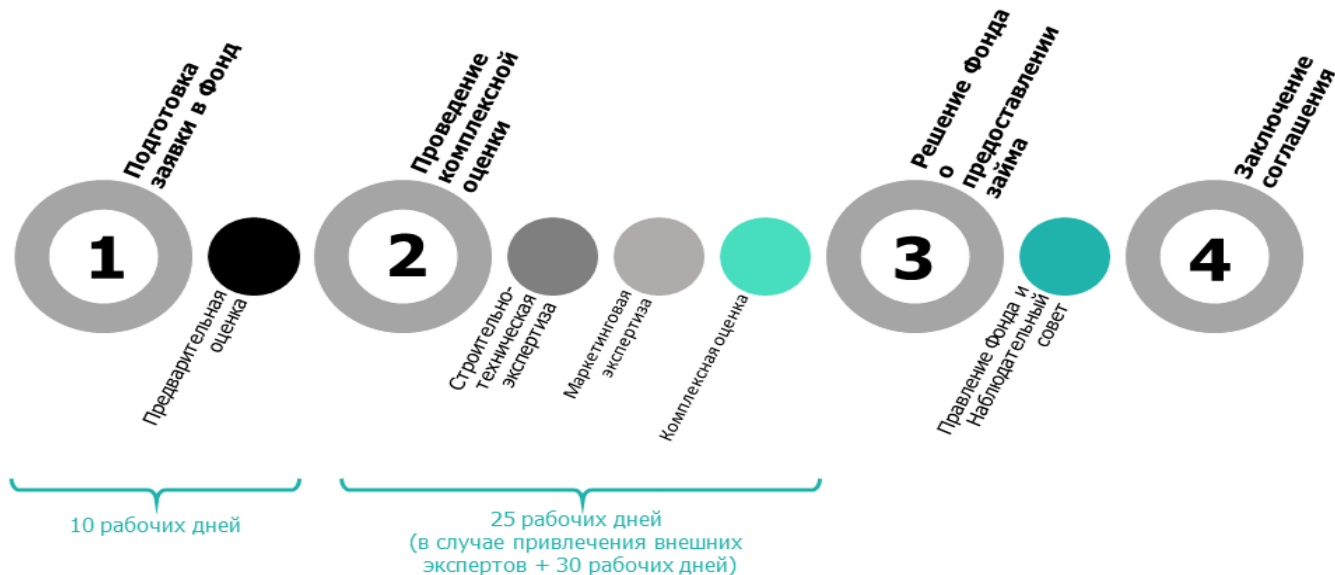 Подготовка
заявки в Фонд
1
Предварительная
оценка
Проведение
комплексной
оценки
2
Строительно-
техническая
экспертиза
Маркетинговая
экспертиза
Комплексная оценка
Решение Фонда
о
предоставлении
займа
3
Правление Фонда и
Наблюдательный
совет
Заключение
соглашения
4
10 рабочих дней
25 рабочих дней
(в случае привлечения внешних
экспертов + 30 рабочих дней)